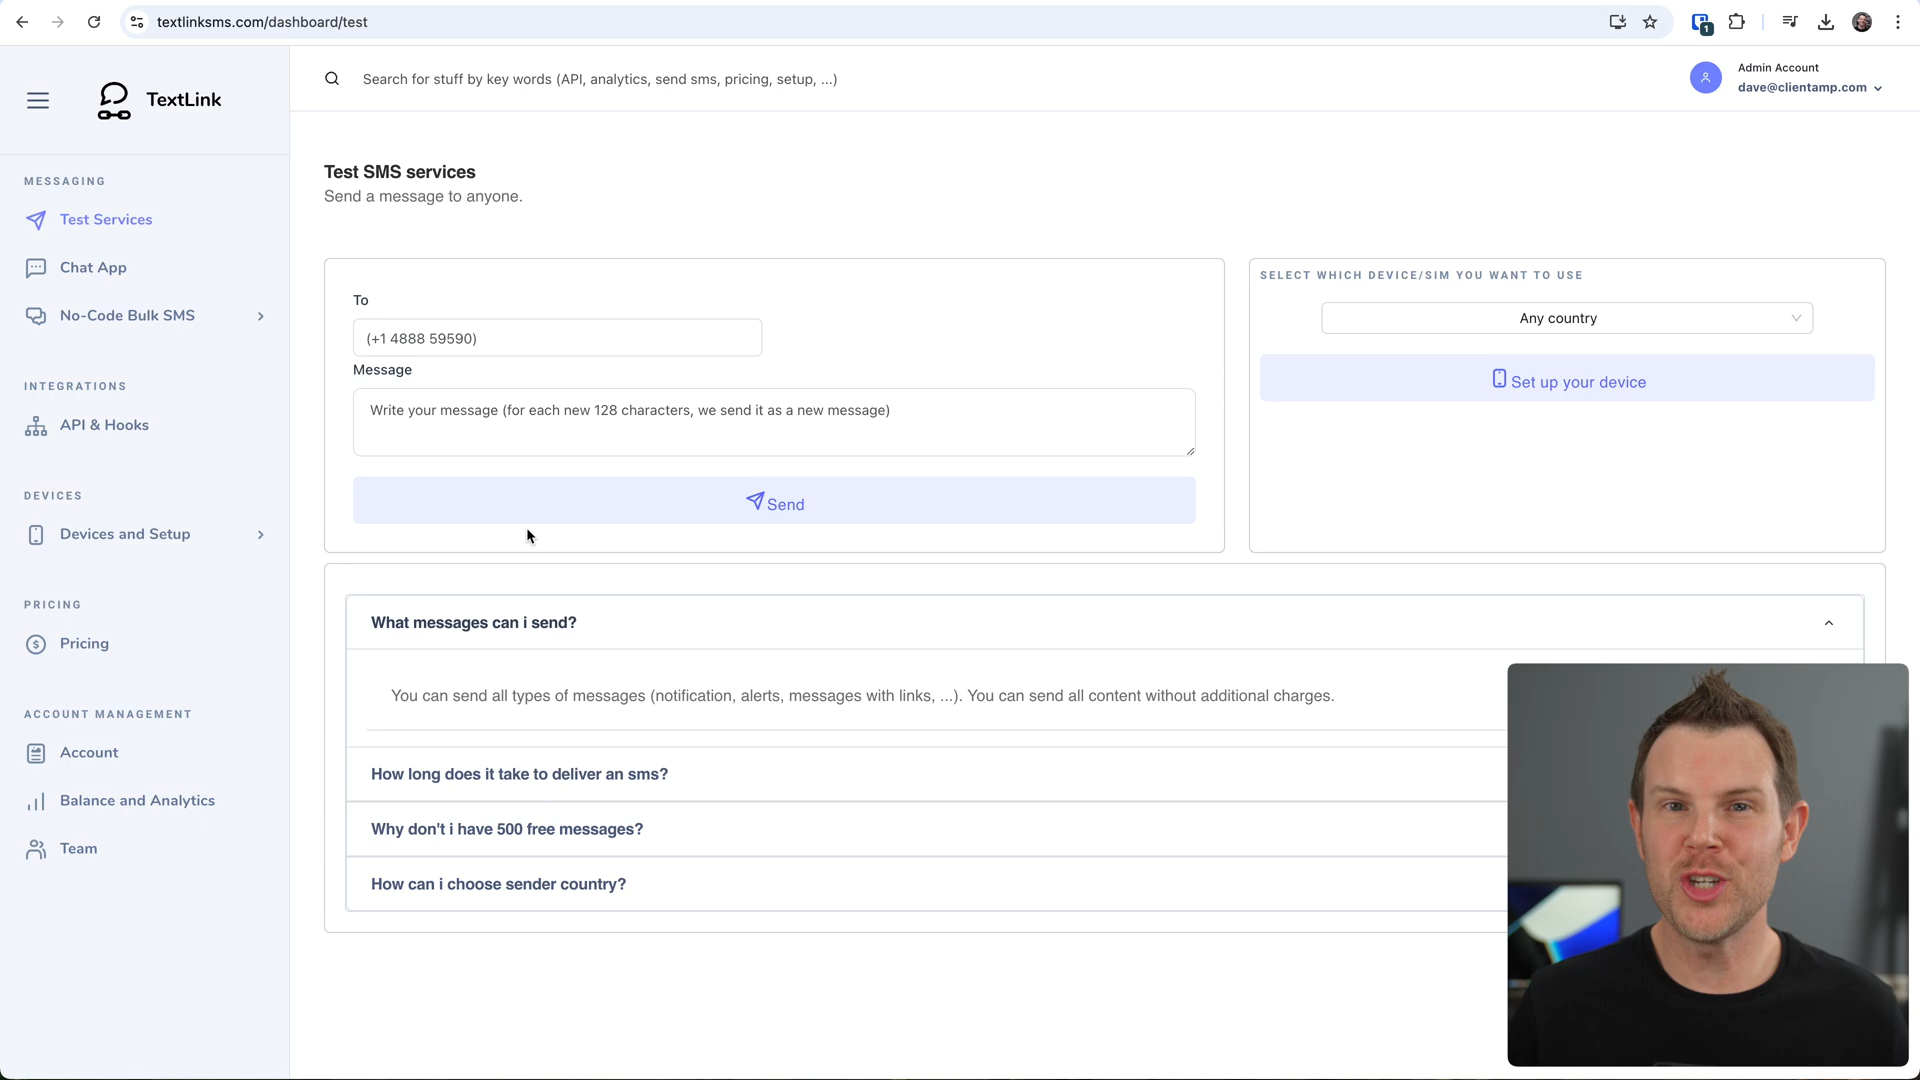 textlinksms.com/dashboard/test
1
TextLink
Search for stuff by key words (API, analytics, send sms, pricing, setup, ...)
Admin Account
dave@clientamp.com
MESSAGING
Test Services
Chat App
No-Code Bulk SMS
INTEGRATIONS
API & Hooks
DEVICES
Devices and Setup
PRICING
Pricing
ACCOUNT MANAGEMENT
Account
Balance and Analytics
Team
Test SMS services
Send a message to anyone.
To
(+1 4888 59590)
Message
Write your message (for each new 128 characters, we send it as a new message)
Send
SELECT WHICH DEVICE/SIM YOU WANT TO USE
Any country
Set up your device
What messages can i send?
You can send all types of messages (notification, alerts, messages with links, ...). You can send all content without additional charges.
How long does it take to deliver an sms?
Why don't i have 500 free messages?
How can i choose sender country?